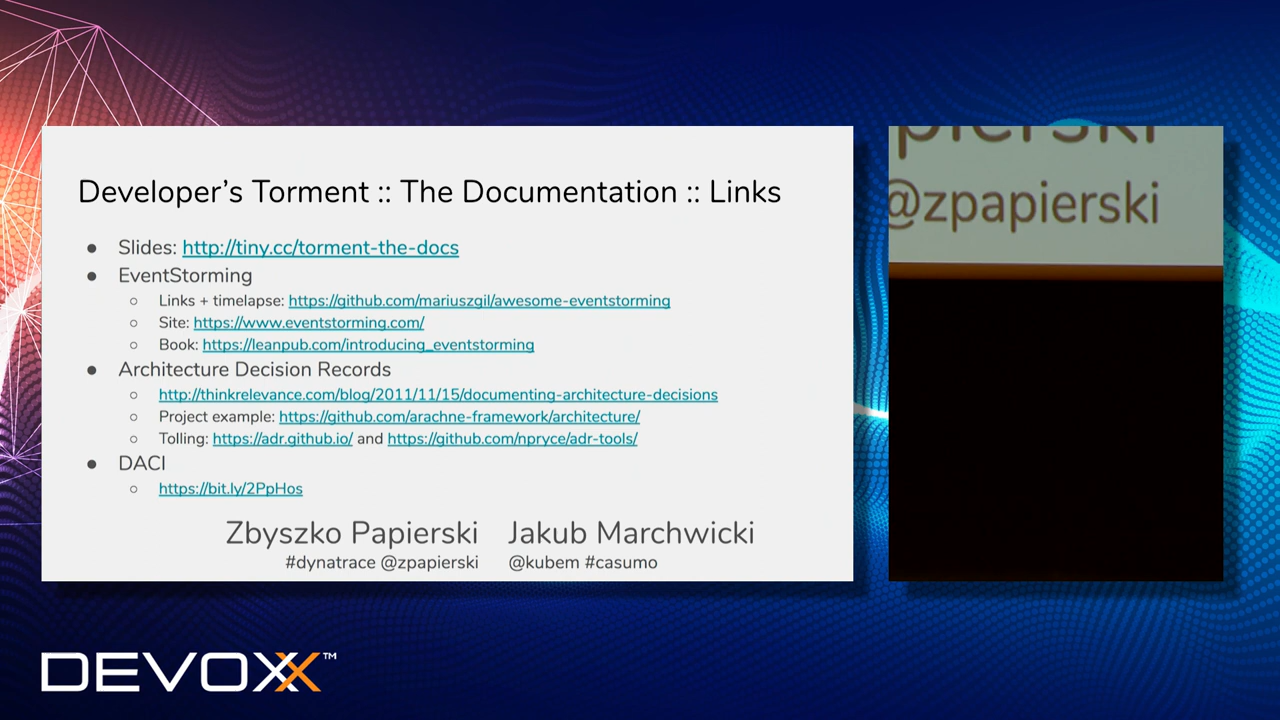 Developer's Torment :: The Documentation :: Links
● Slides: http://tiny.cc/torment-the-docs
● EventStorming
○ Links + timelapse: https://github.com/mariuszgil/awesome-eventstorming
○ Site: https://www.eventstorming.com/
○ Book: https://leanpub.com/introducing_eventstorming
● Architecture Decision Records
○ http://thinkrelevance.com/blog/2011/11/15/documenting-architecture-decisions
○ Project example: https://github.com/arachne-framework/architecture/
○ Tolling: https://adr.github.io/ and https://github.com/npryce/adr-tools/
● DACI
○ https://bit.ly/2PpHos
Zbyszko Papierski Jakub Marchwicki
#dynatrace @zpapierski @kubem #casumo
pierski
@zpapierski
DEVOXX™